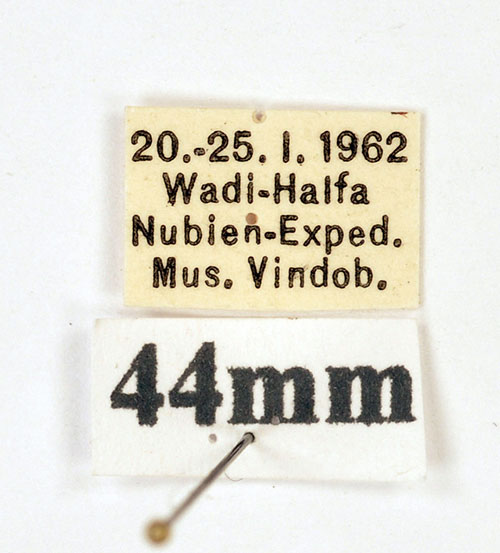 20.-25. I. 1962
Wadi-Halfa
Nubien-Exped.
Mus. Vindob.
44mm